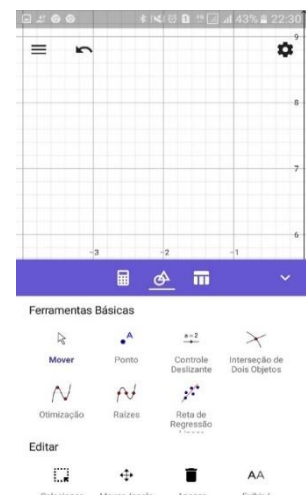 43% 22:30
9
8
7
6
-3 -2 -1
Ferramentas Básicas
A a=2
Mover Ponto Controle Deslizante Interseção de Dois Objetos
Otimização Raízes Reta de Regressão
Editar
AA